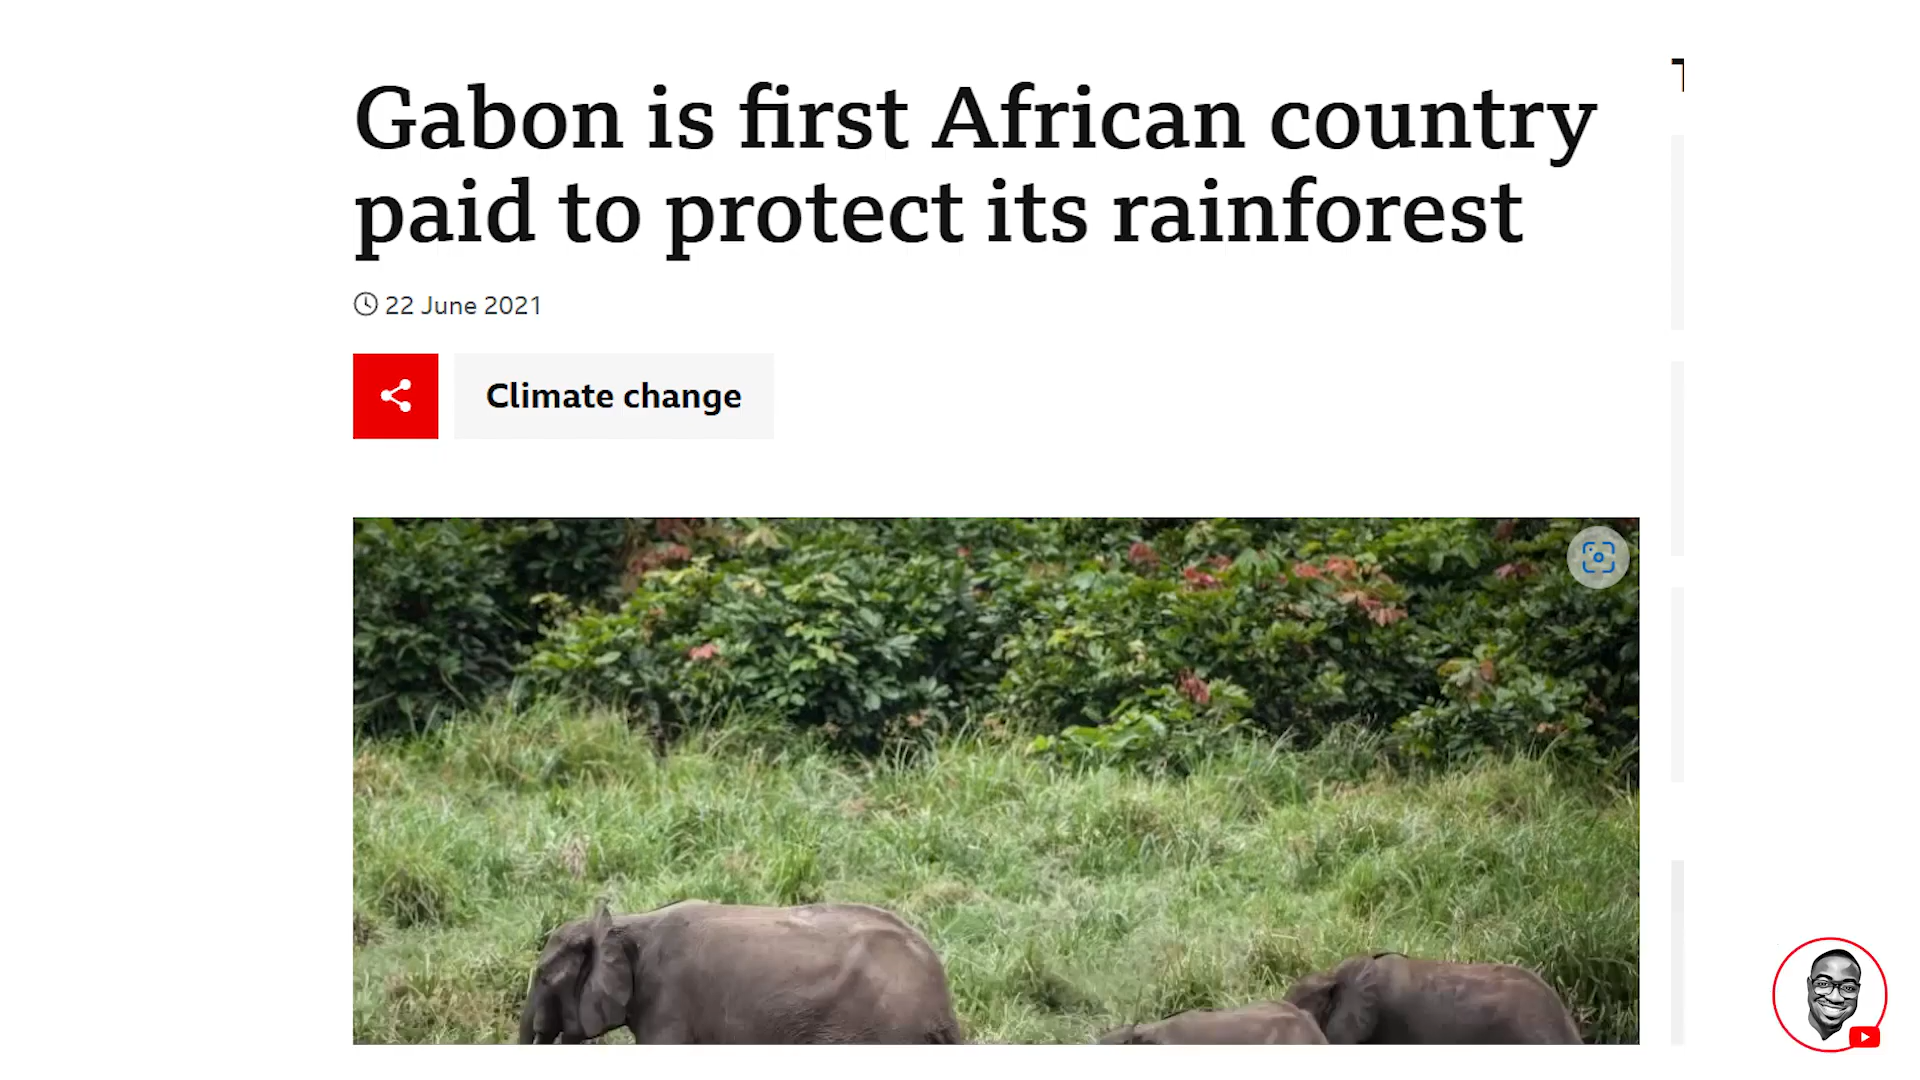 Gabon is first African country
paid to protect its rainforest
22 June 2021
Climate change